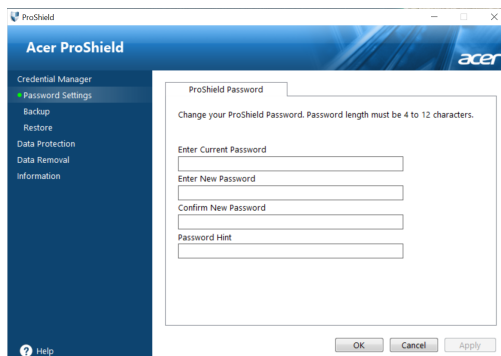 ProShield
Acer ProShield
acer
Credential Manager
Password Settings
Backup
Restore
Data Protection
Data Removal
Information
Help
ProShield Password
Change your ProShield Password. Password length must be 4 to 12 characters.
Enter Current Password
Enter New Password
Confirm New Password
Password Hint
OK
Cancel
Apply